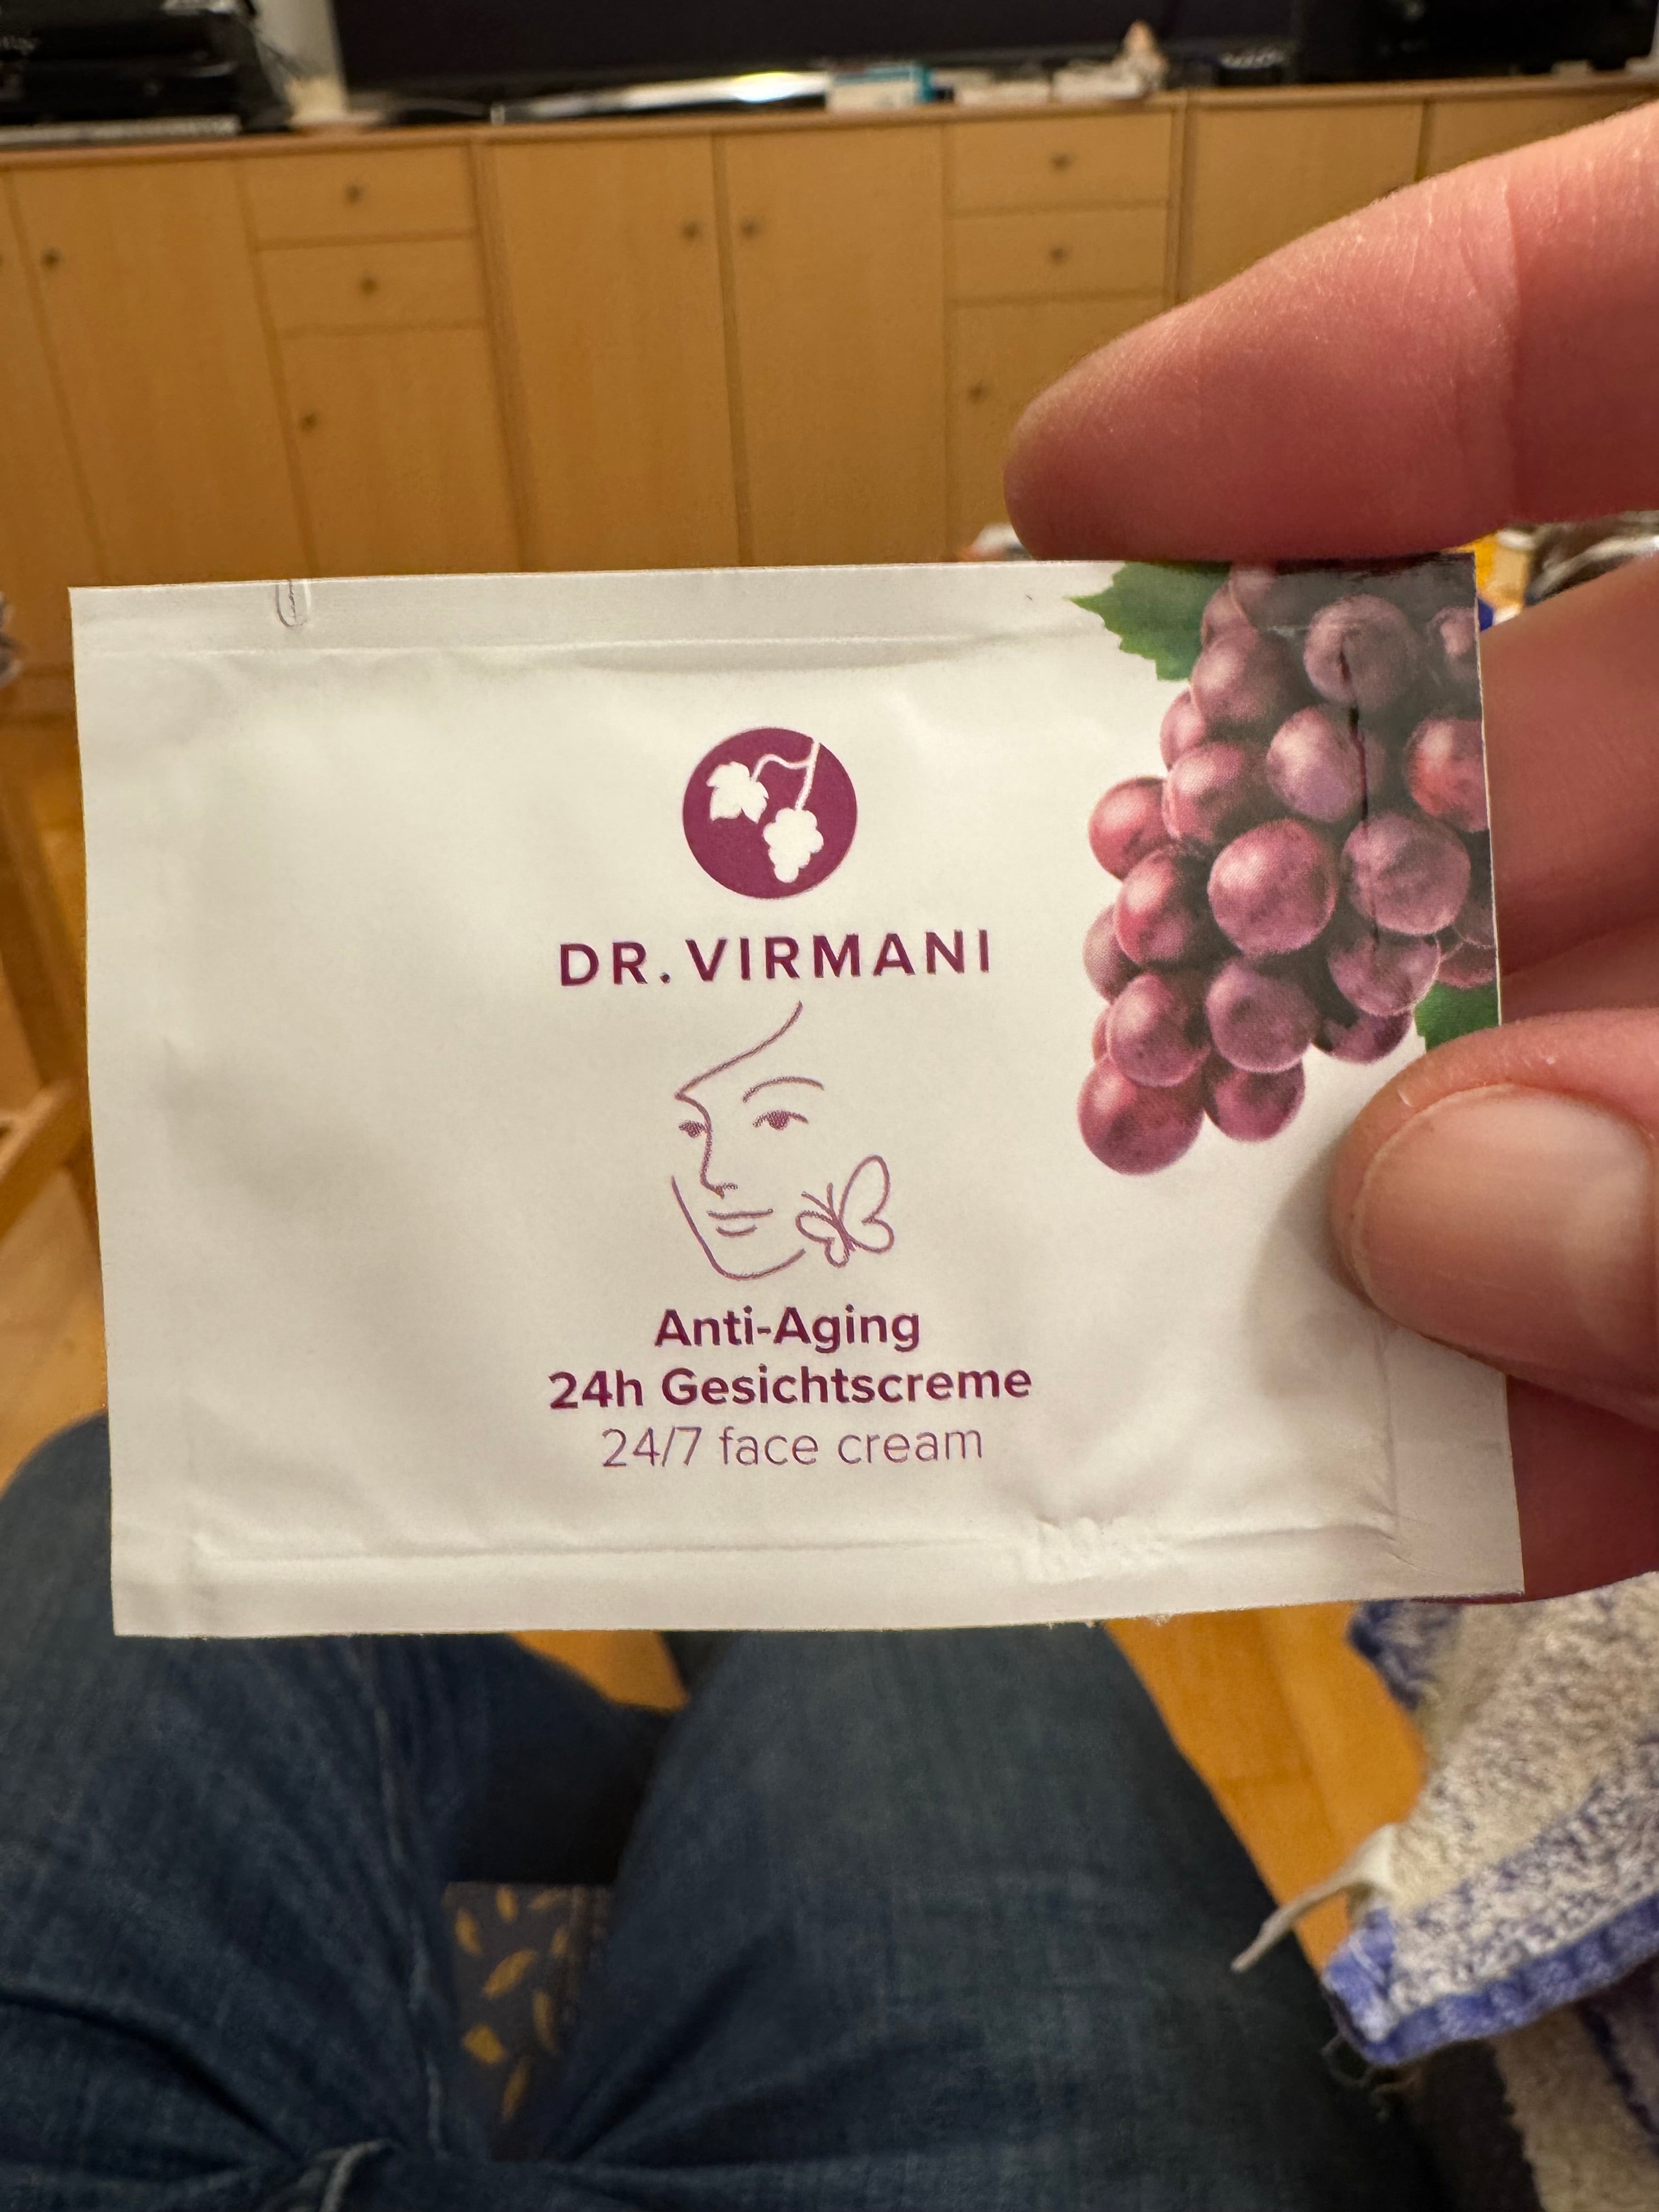 DR. VIRMANI
Anti-Aging
24h Gesichtscreme
24/7 face cream